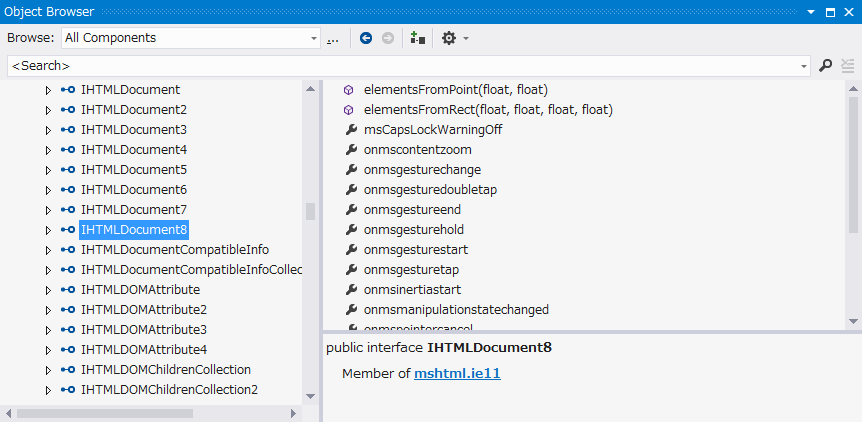 Object Browser
Browse: All Components ...
<Search>
IHTMLDocument
IHTMLDocument2
IHTMLDocument3
IHTMLDocument4
IHTMLDocument5
IHTMLDocument6
IHTMLDocument7
IHTMLDocument8
IHTMLDocumentCompatibleInfo
IHTMLDocumentCompatibleInfoCollec
IHTMLDOMAttribute
IHTMLDOMAttribute2
IHTMLDOMAttribute3
IHTMLDOMAttribute4
IHTMLDOMChildrenCollection
IHTMLDOMChildrenCollection2
elementsFromPoint(float, float)
elementsFromRect(float, float, float, float)
msCapsLockWarningOff
onmscontentzoom
onmsgesturechange
onmsgesturedoubletap
onmsgestureend
onmsgesturehold
onmsgesturestart
onmsgesturetap
onmsinertiastart
onmsmanipulationstatechanged
onmspointercancel
public interface IHTMLDocument8
Member of mshtml.ie11